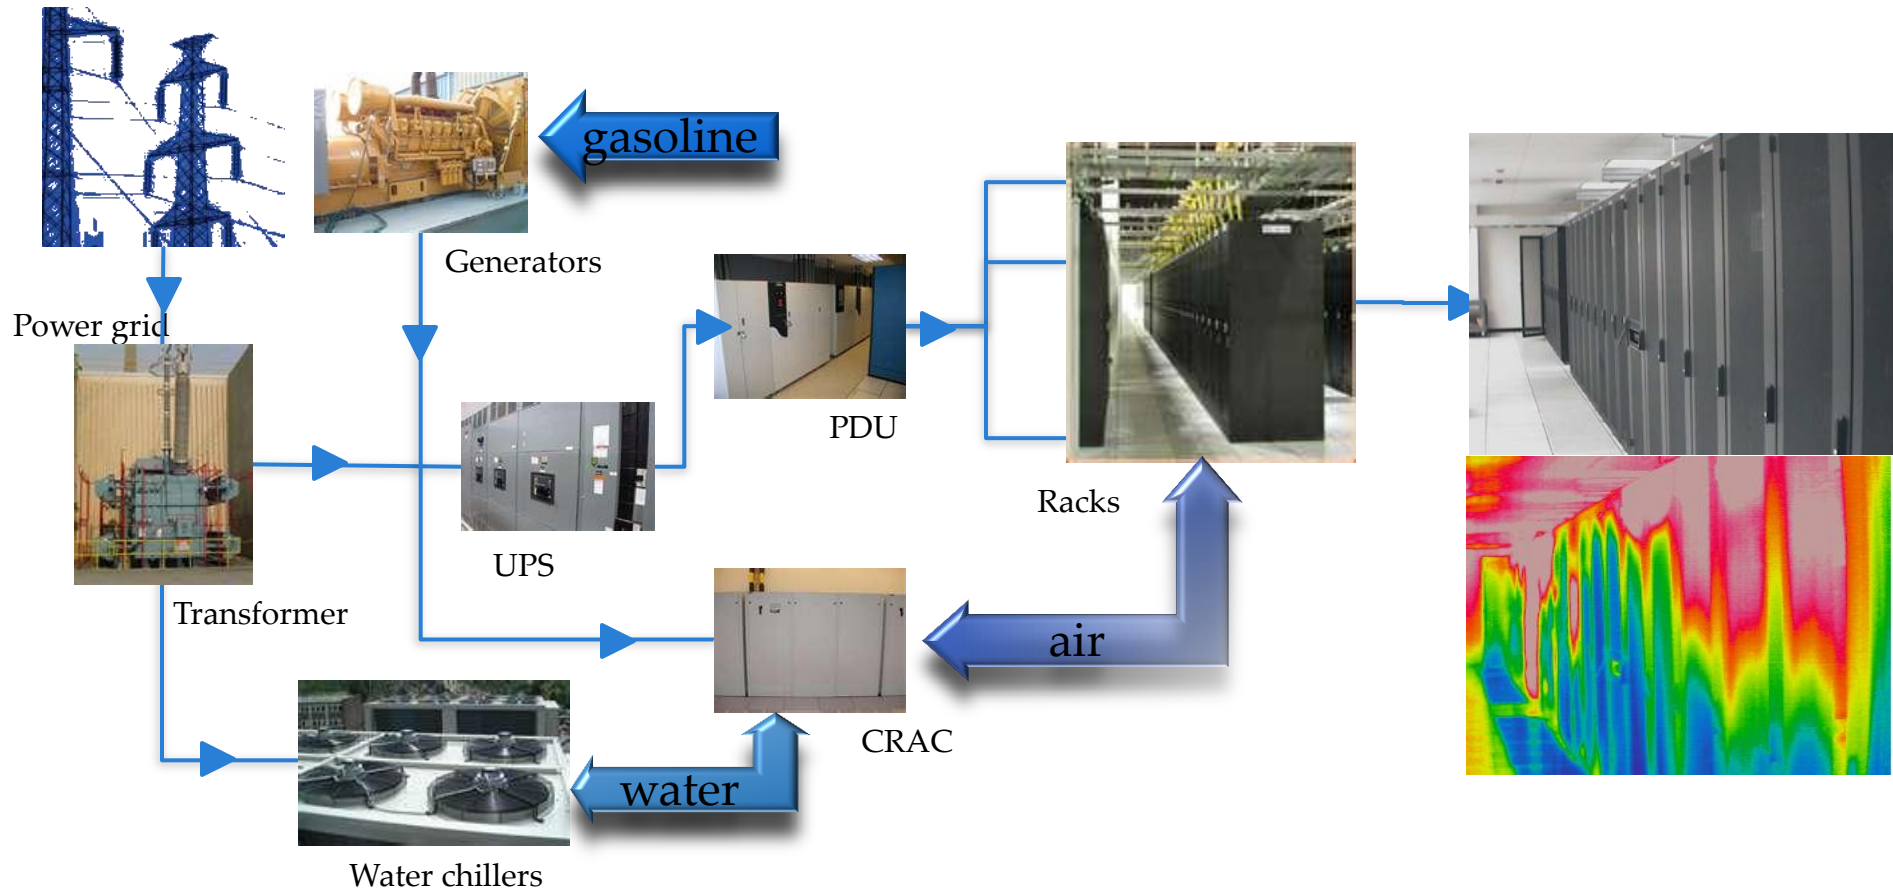 gasoline
Generators
Power grid
PDU
Racks
UPS
Transformer
air
CRAC
water
Water chillers